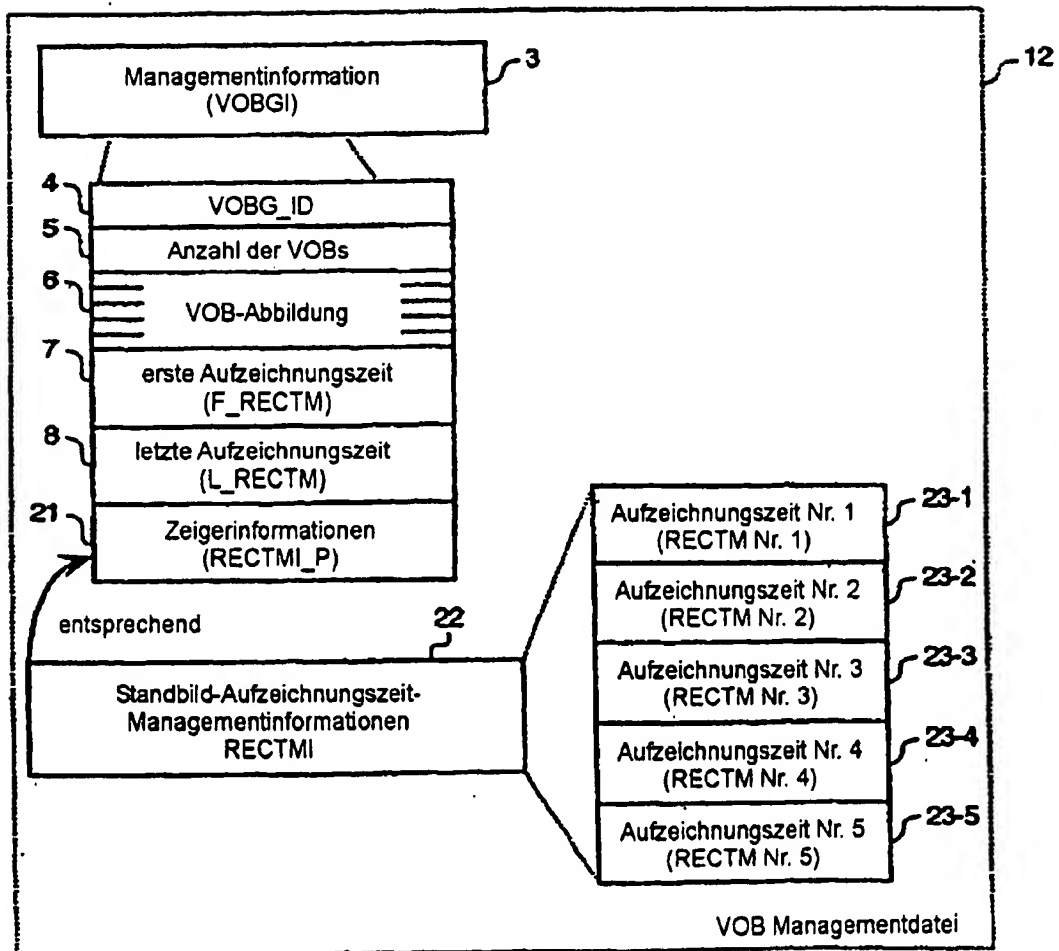 12
Managementinformation
(VOBGI)
3
4
VOBG_ID
5
Anzahl der VOBs
6
VOB-Abbildung
7
erste Aufzeichnungszeit
(F_RECTM)
8
letzte Aufzeichnungszeit
(L_RECTM)
21
Zeigerinformationen
(RECTMI_P)
entsprechend
22
Standbild-Aufzeichnungszeit-
Managementinformationen
RECTMI
Aufzeichnungszeit Nr. 1
(RECTM Nr. 1)
23-1
Aufzeichnungszeit Nr. 2
(RECTM Nr. 2)
23-2
Aufzeichnungszeit Nr. 3
(RECTM Nr. 3)
23-3
Aufzeichnungszeit Nr. 4
(RECTM Nr. 4)
23-4
Aufzeichnungszeit Nr. 5
(RECTM Nr. 5)
23-5
VOB Managementdatei